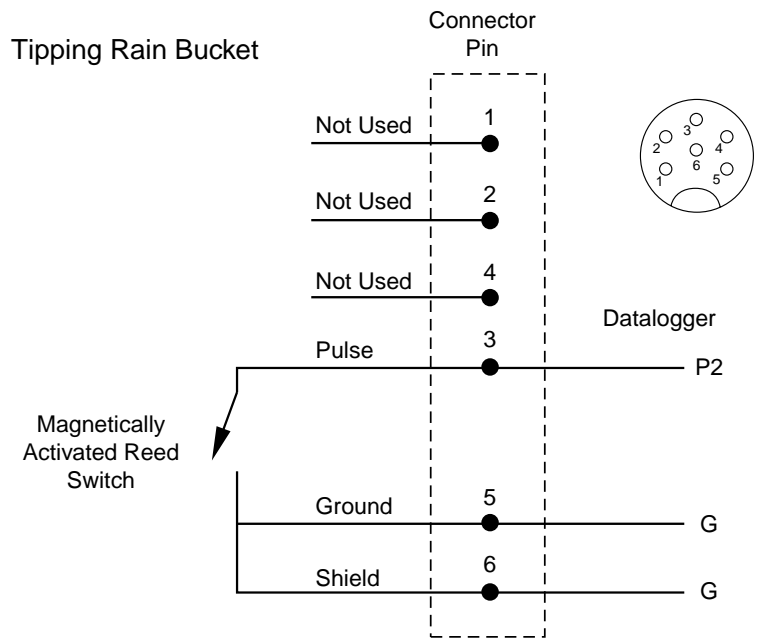 Tipping Rain Bucket
Connector
Pin
Not Used
1
Not Used
2
Not Used
4
Pulse
3
Datalogger
P2
Magnetically
Activated Reed
Switch
Ground
5
G
Shield
6
G
3
2
4
6
1
5